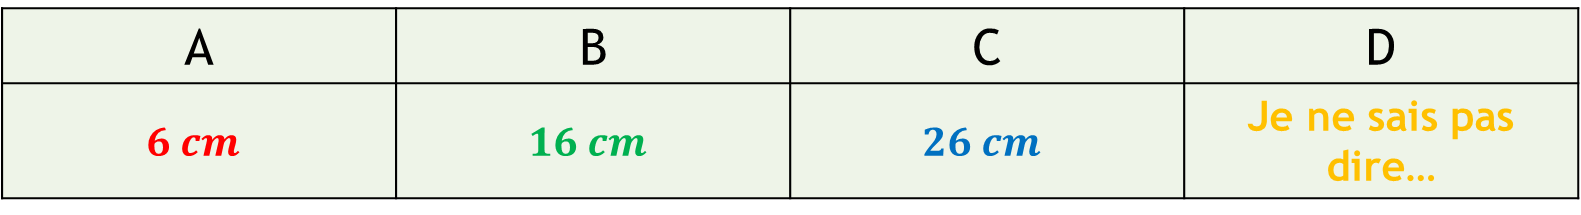 A B C D
6 cm 16 cm 26 cm Je ne sais pas
dire...